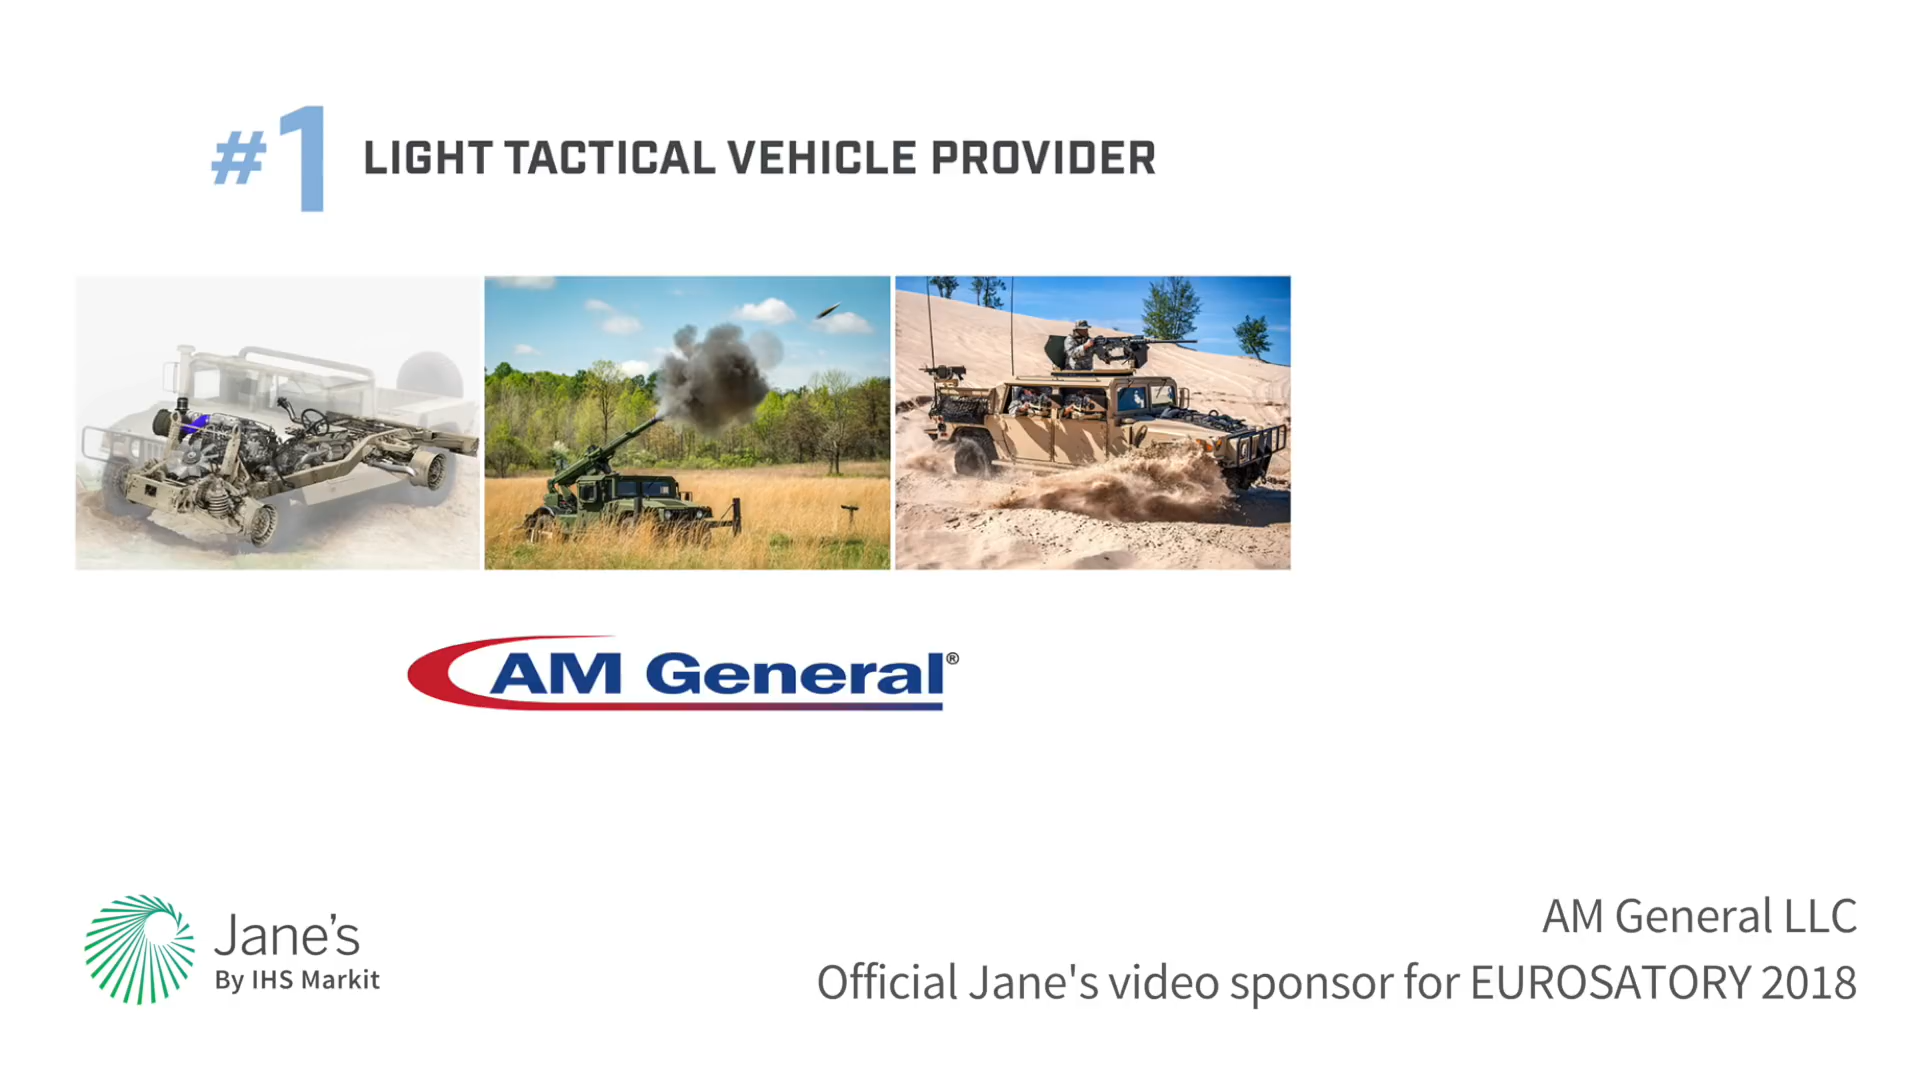 #1 LIGHT TACTICAL VEHICLE PROVIDER
AM General®
Jane's
By IHS Markit
AM General LLC
Official Jane's video sponsor for EUROSATORY 2018